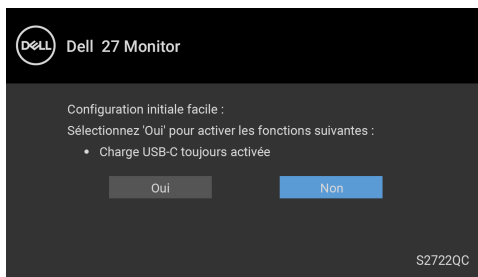 DELL Dell 27 Monitor
Configuration initiale facile :
Sélectionnez 'Oui' pour activer les fonctions suivantes :
• Charge USB-C toujours activée
Oui Non
S2722QC